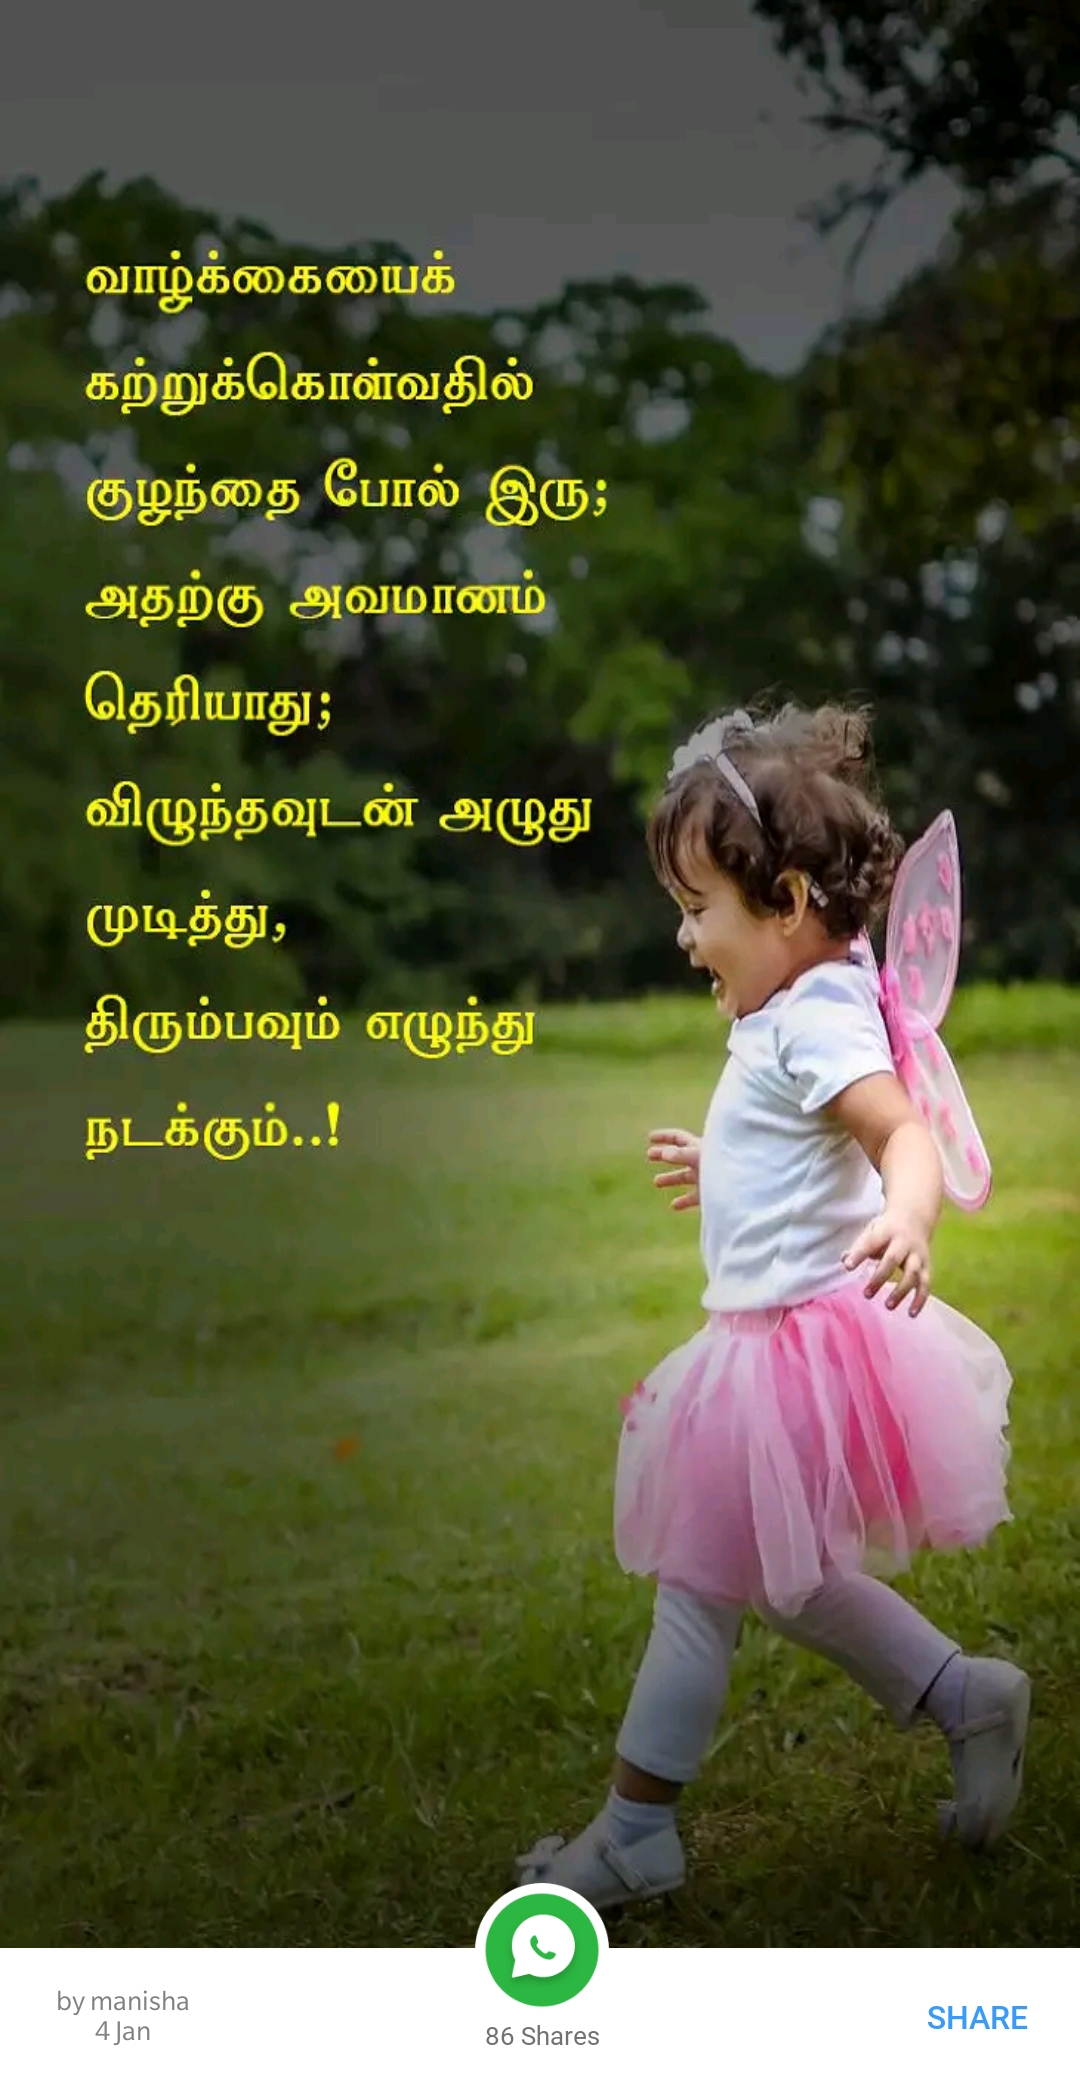 வாழ்க்கையைக்
கற்றுக்கொள்வதில்
குழந்தை போல் இரு;
அதற்கு அவமானம்
தெரியாது;
விழுந்தவுடன் அழுது
முடித்து,
திரும்பவும் எழுந்து
நடக்கும்..!
by manisha
4 Jan
86 Shares
SHARE